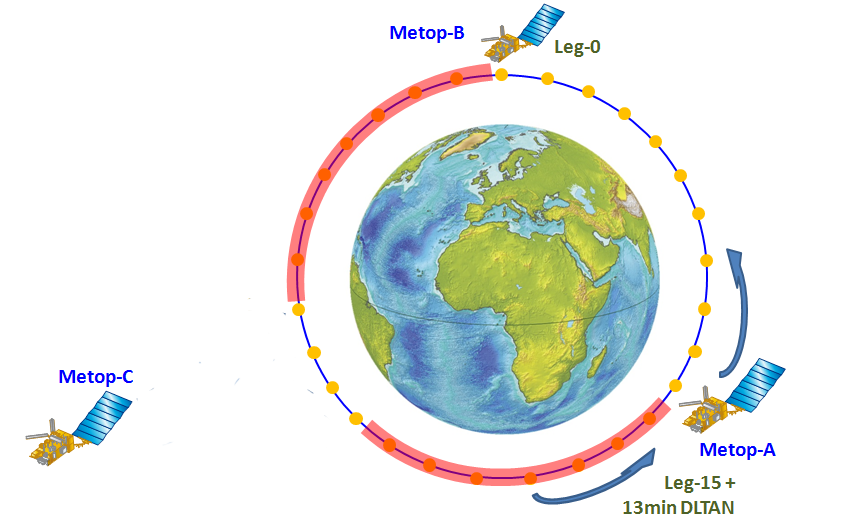 Metop-B
Leg-0
Metop-C
Metop-A
Leg-15 +
13min DLTAN